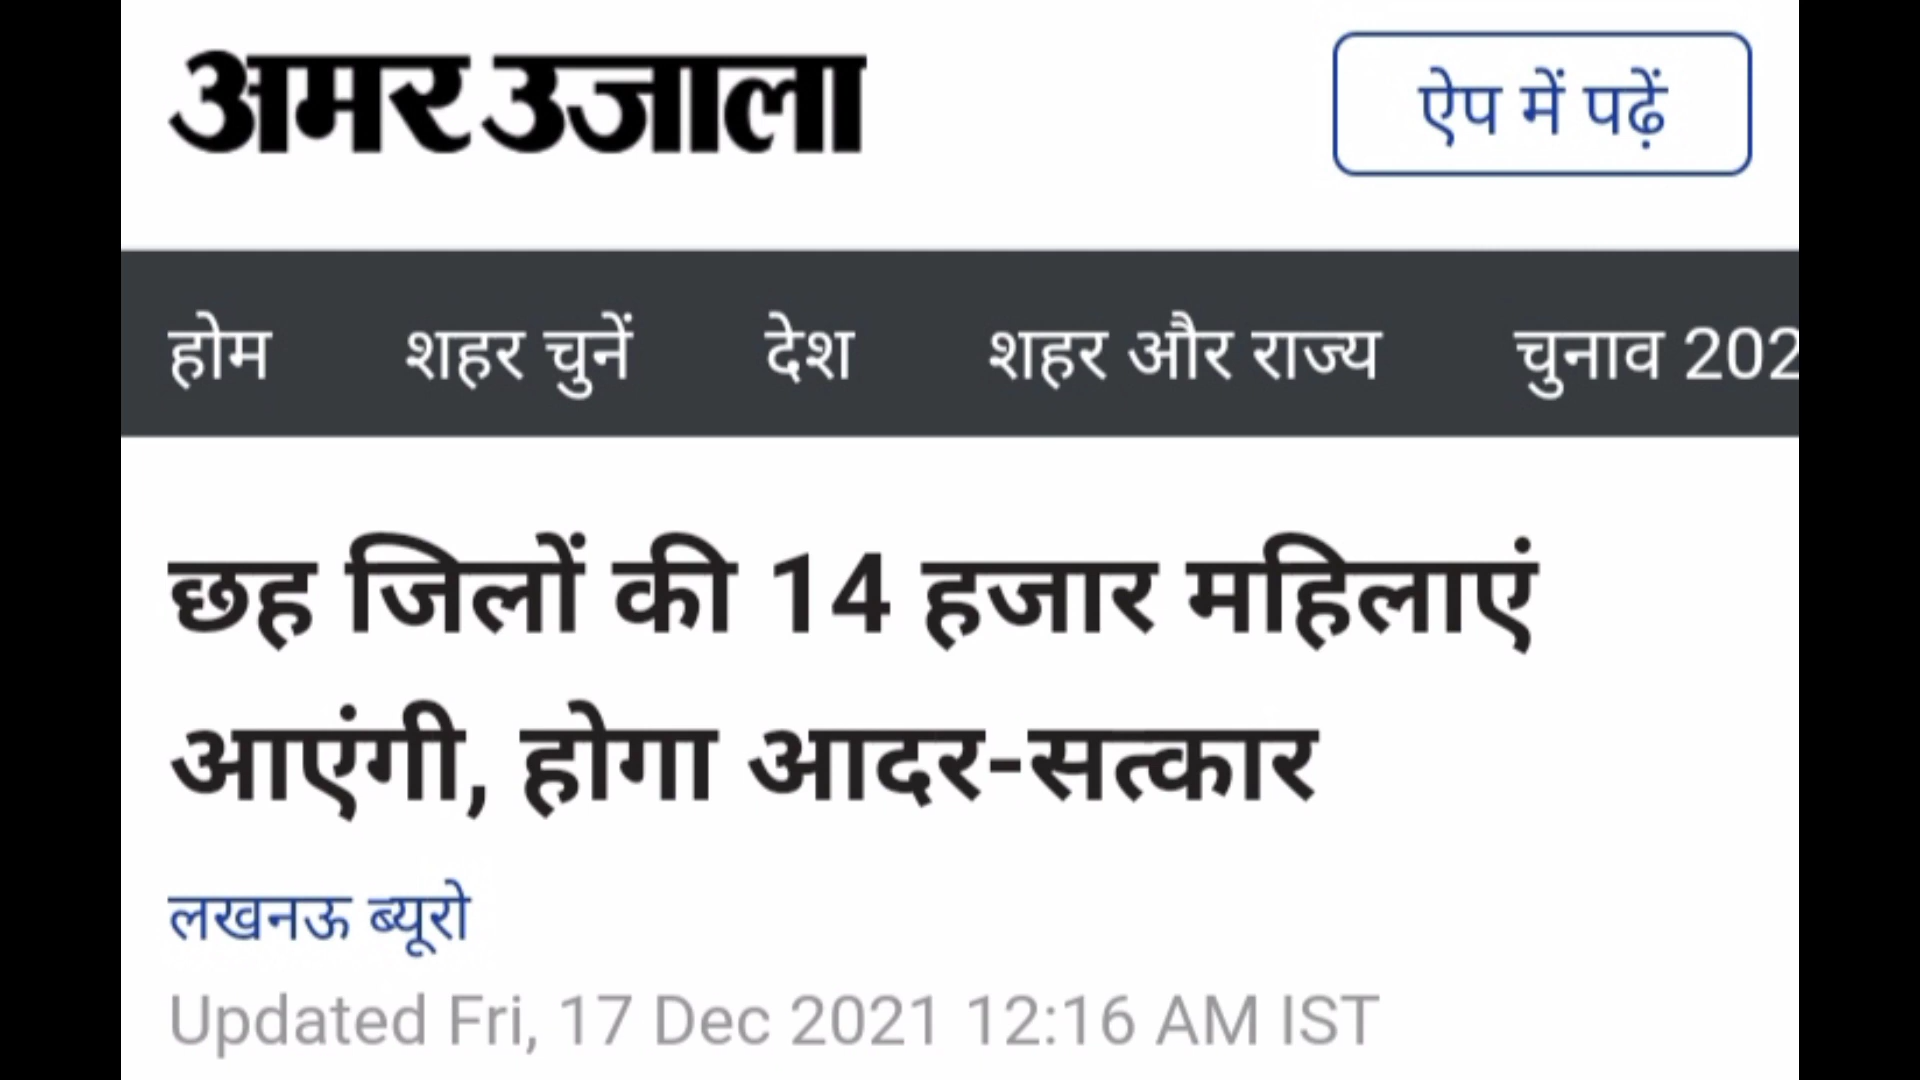 अमर उजाला
ऐप में पढ़ें
होम शहर चुनें देश शहर और राज्य चुनाव 202
छह जिलों की 14 हजार महिलाएं
आएंगी, होगा आदर-सत्कार
लखनऊ ब्यूरो
Updated Fri, 17 Dec 2021 12:16 AM IST